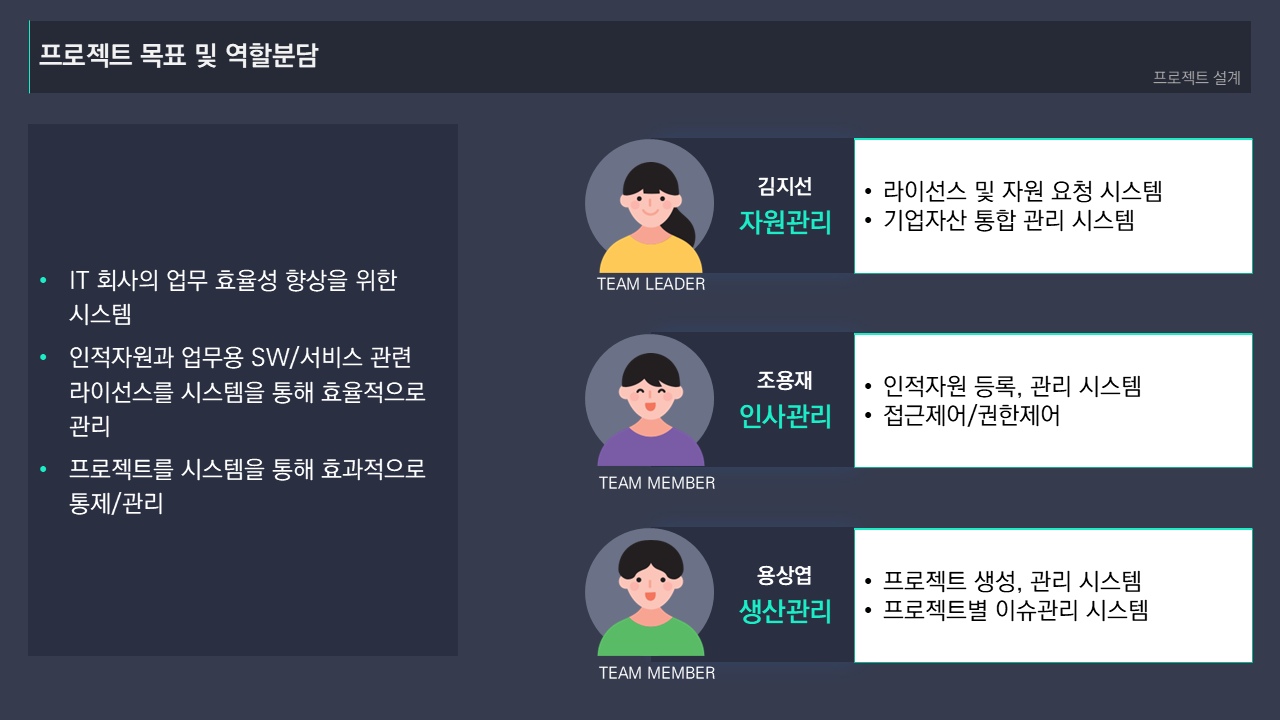 프로젝트 목표 및 역할분담
프로젝트 설계
• IT 회사의 업무 효율성 향상을 위한
시스템
• 인적자원과 업무용 SW/서비스 관련
라이선스를 시스템을 통해 효율적으로
관리
• 프로젝트를 시스템을 통해 효과적으로
통제/관리
김지선
자원관리
TEAM LEADER
• 라이선스 및 자원 요청 시스템
• 기업자산 통합 관리 시스템
조용재
인사관리
TEAM MEMBER
• 인적자원 등록, 관리 시스템
• 접근제어/권한제어
용상엽
생산관리
TEAM MEMBER
• 프로젝트 생성, 관리 시스템
• 프로젝트별 이슈관리 시스템